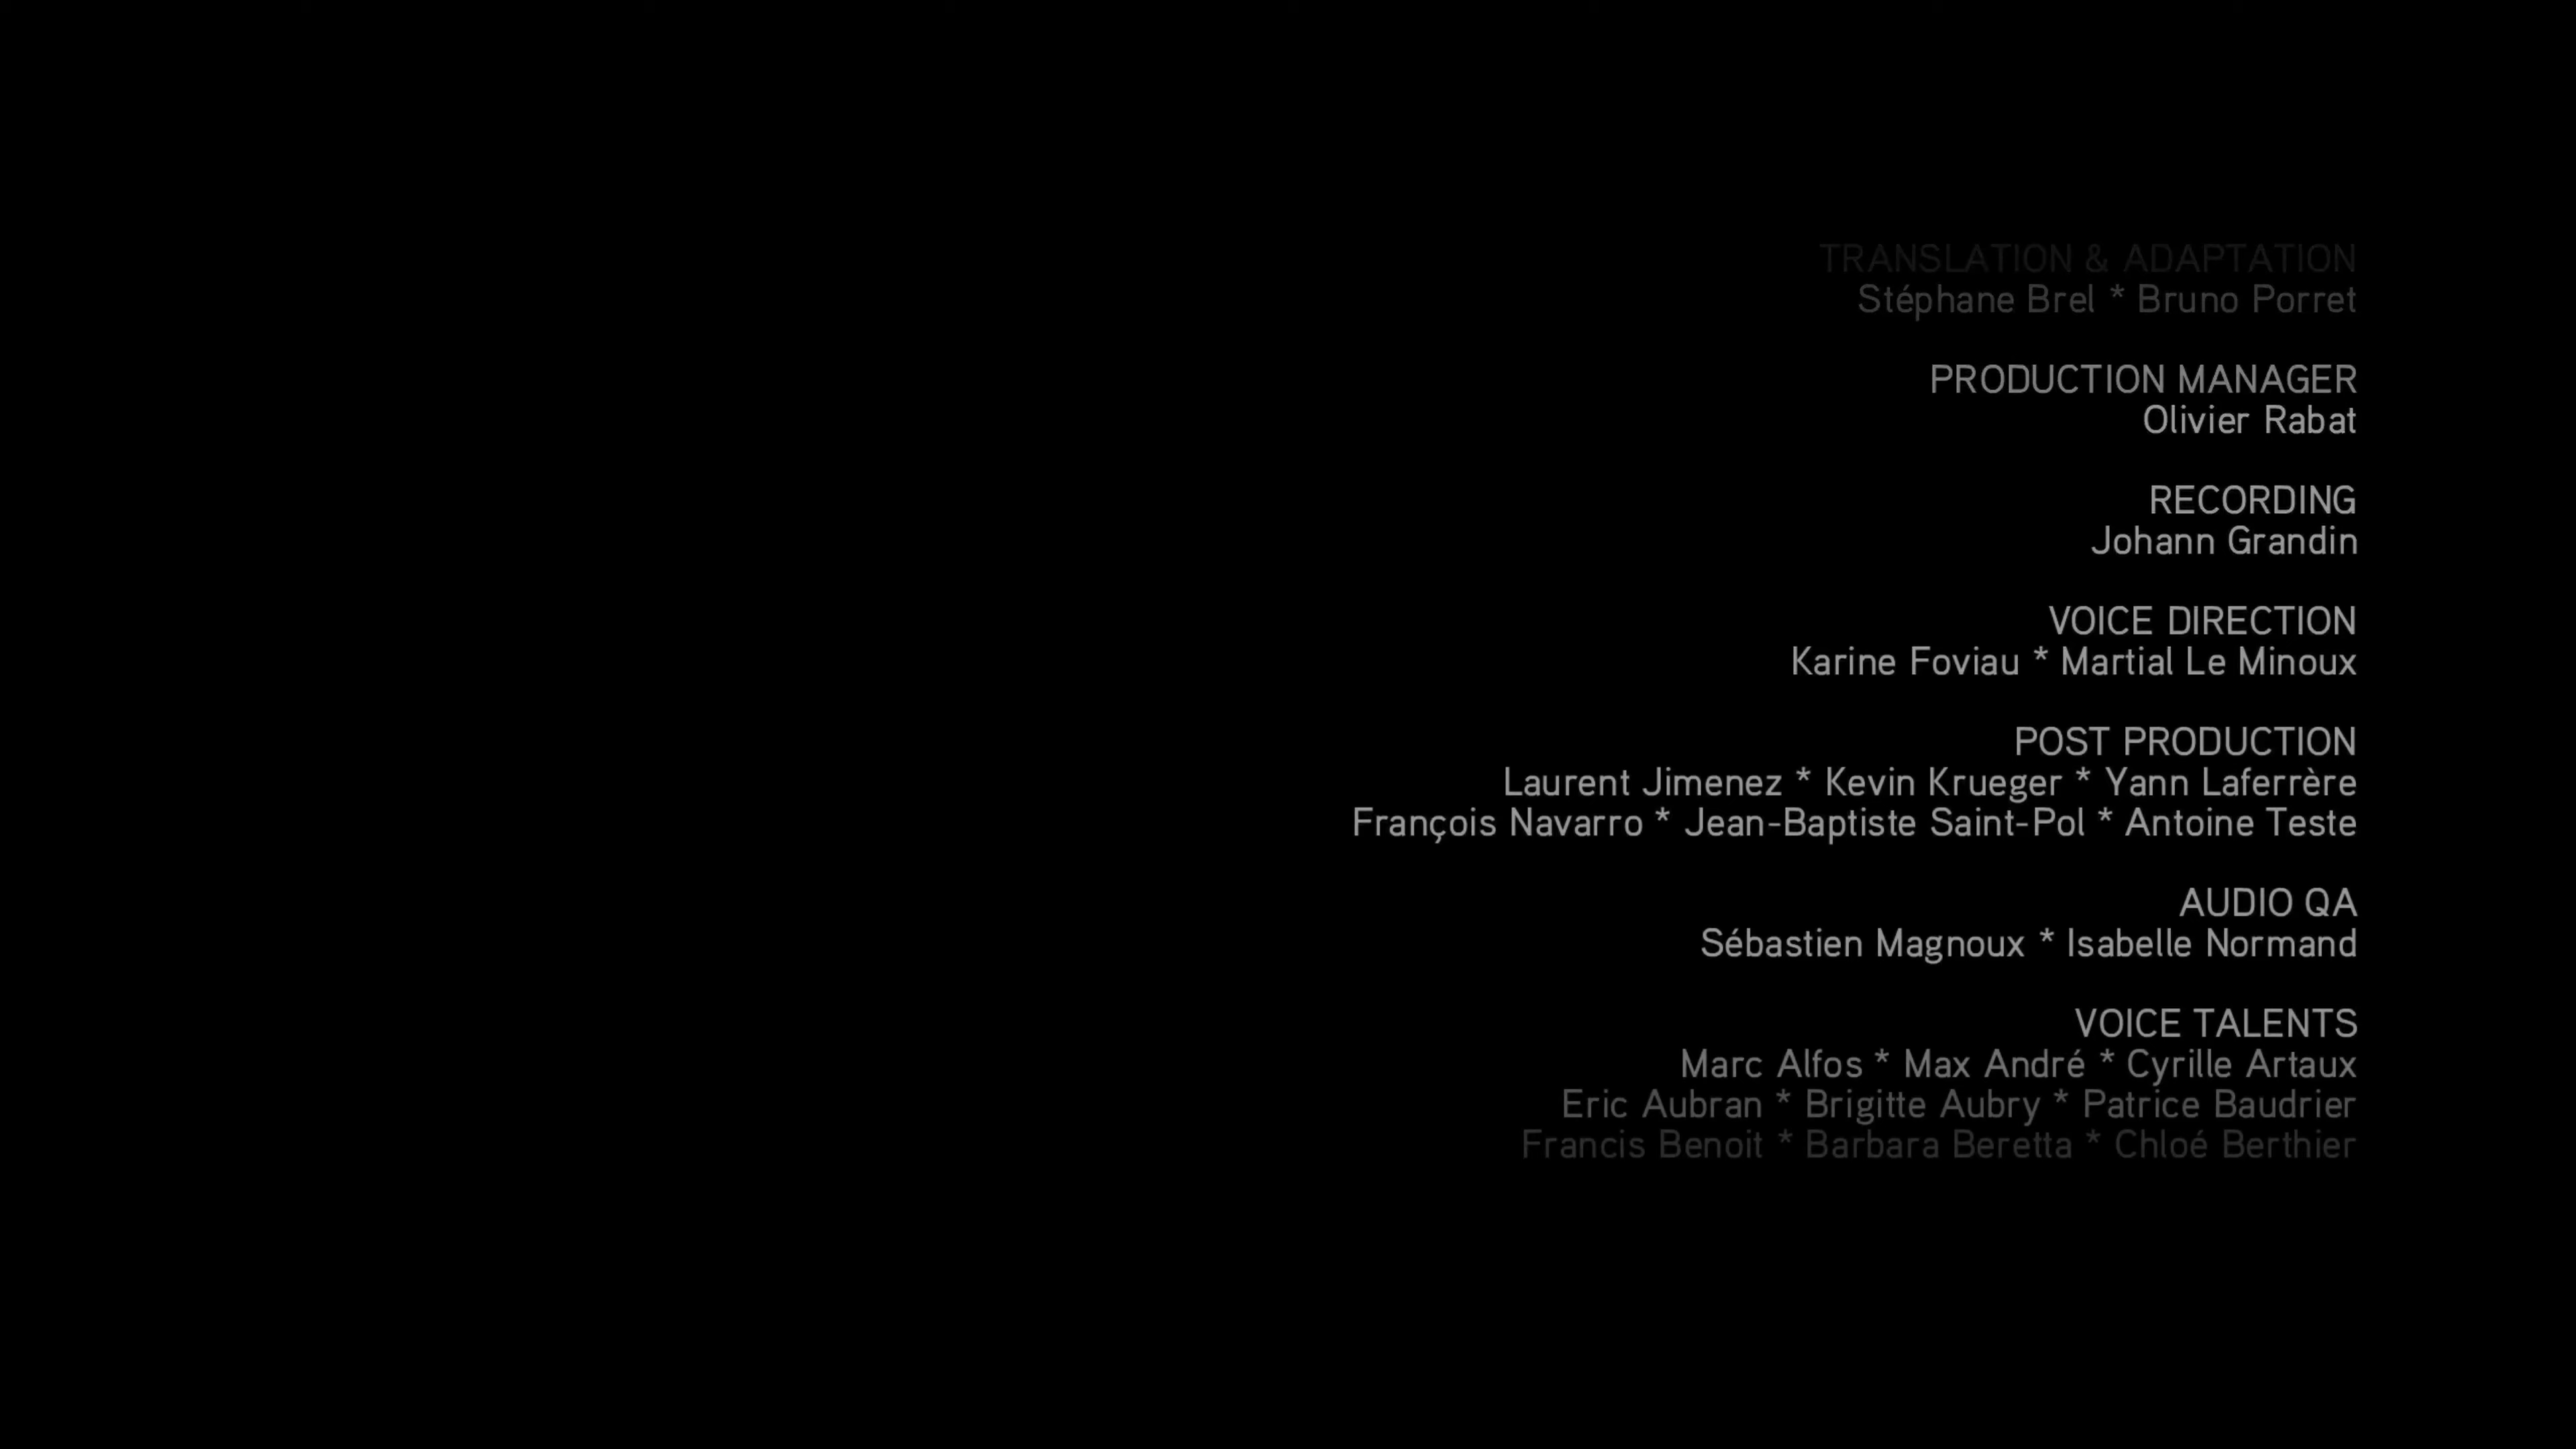 TRANSLATION & ADAPTATION
Stéphane Brel * Bruno Porret
PRODUCTION MANAGER
Olivier Rabat
RECORDING
Johann Grandin
VOICE DIRECTION
Karine Foviau * Martial Le Minoux
POST PRODUCTION
Laurent Jimenez * Kevin Krueger * Yann Laferrère
François Navarro * Jean-Baptiste Saint-Pol * Antoine Teste
AUDIO QA
Sébastien Magnoux * Isabelle Normand
VOICE TALENTS
Marc Alfos * Max André * Cyrille Artaux
Eric Aubran * Brigitte Aubry * Patrice Baudrier
Francis Benoit * Barbara Beretta * Chloé Berthier